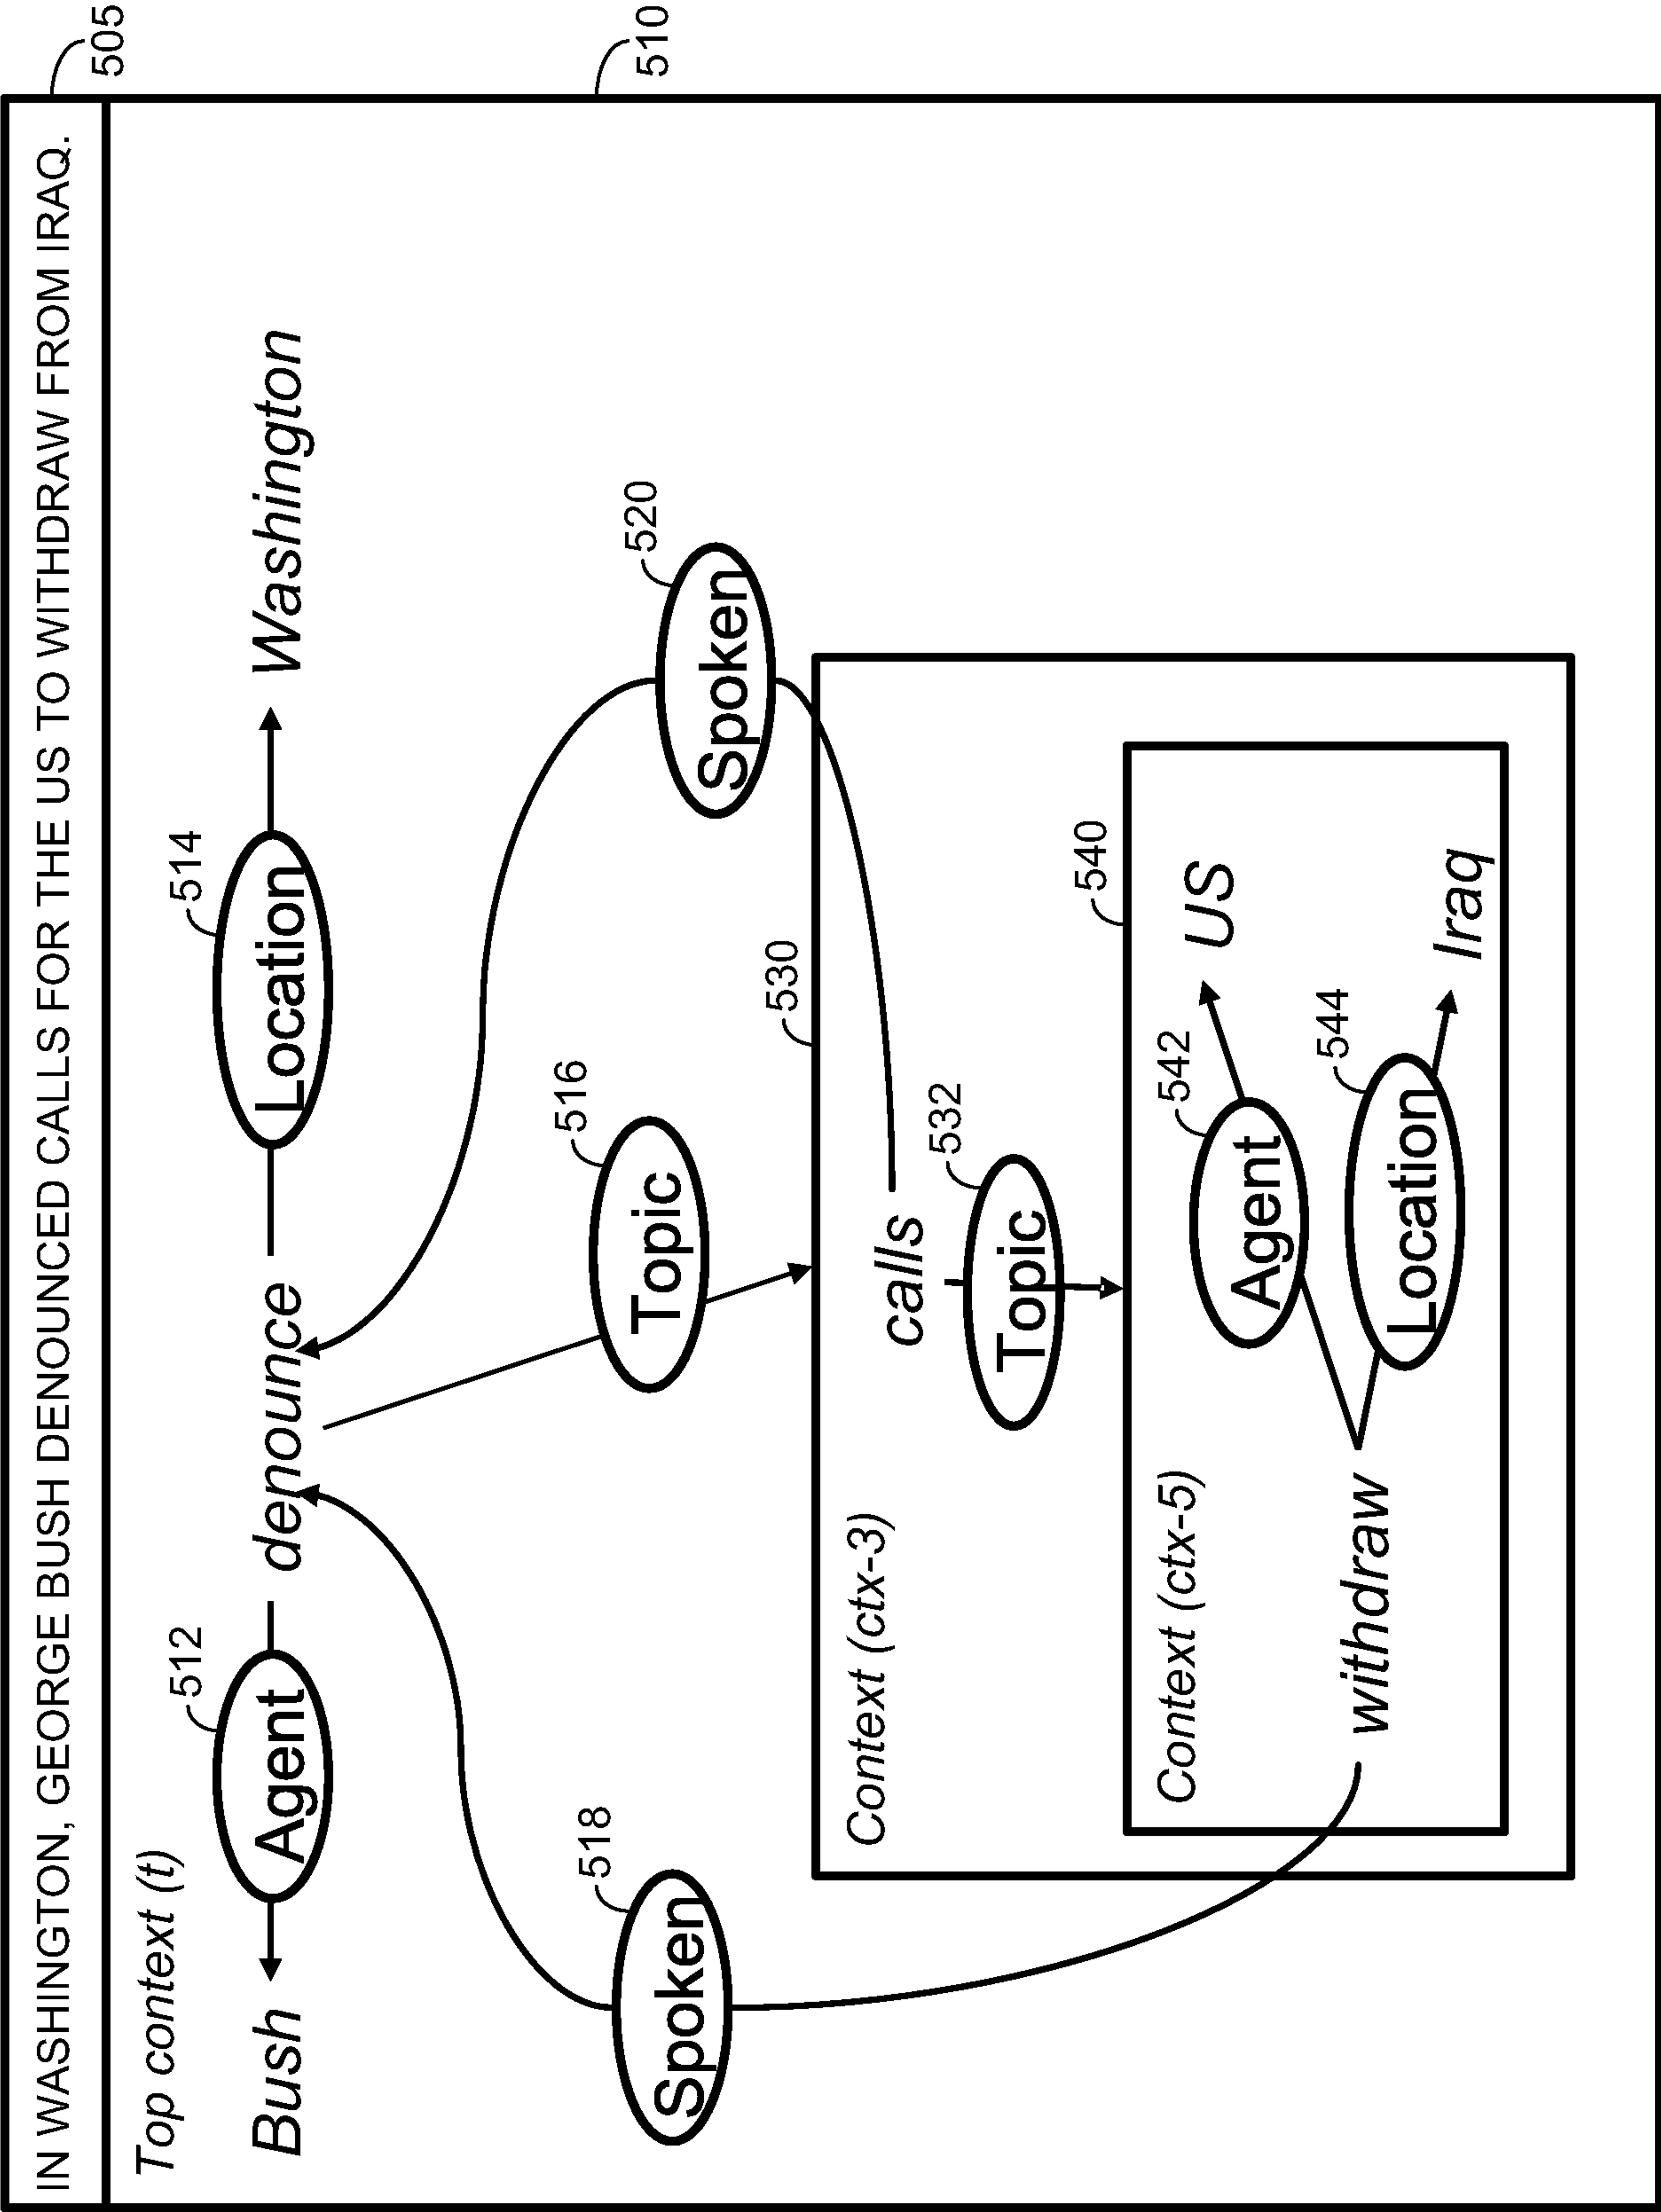 IN WASHINGTON, GEORGE BUSH DENOUNCED CALLS FOR THE US TO WITHDRAW FROM IRAQ.
505
Top context (t)
510
512
514
Bush
Agent
denounce
Location
Washington
516
518
520
Topic
Spoken
Spoken
530
Context (ctx-3)
calls
532
Topic
540
Context (ctx-5)
542
US
Agent
544
withdraw
Location
Iraq